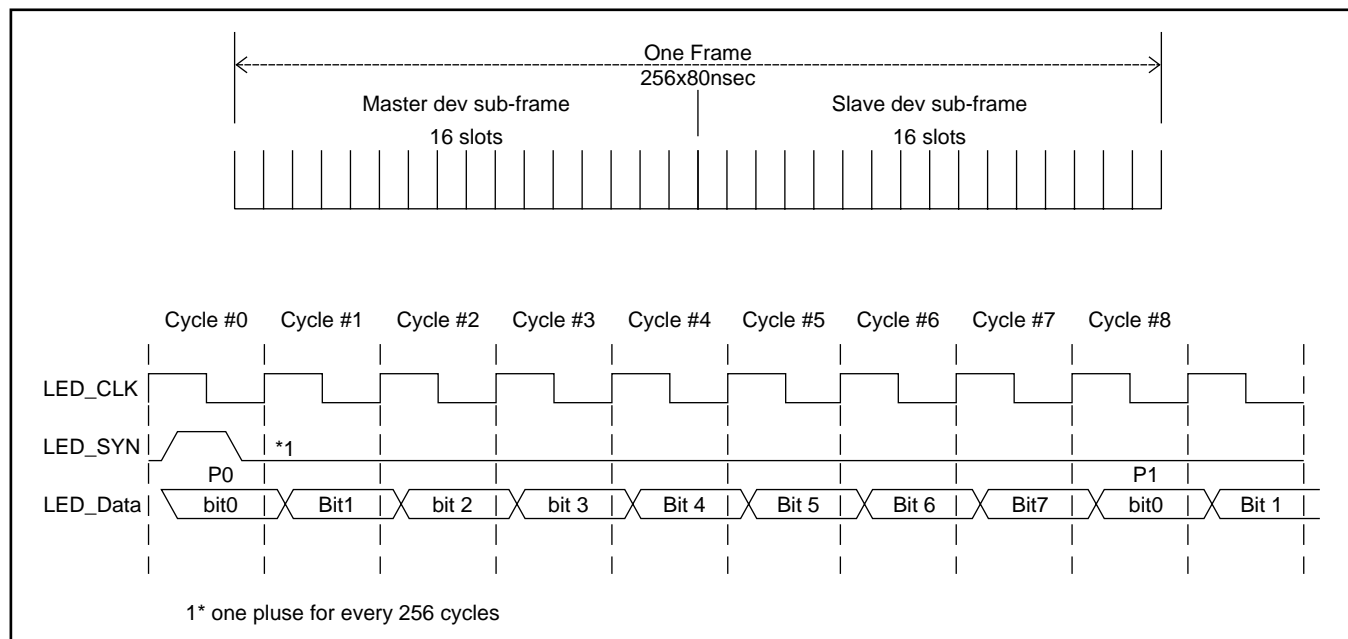 One Frame
256x80nsec
Master dev sub-frame
Slave dev sub-frame
16 slots
16 slots
Cycle #0 Cycle #1 Cycle #2 Cycle #3 Cycle #4 Cycle #5 Cycle #6 Cycle #7 Cycle #8
LED_CLK
LED_SYN *1
P0 P1
LED_Data bit0 Bit1 bit 2 bit 3 Bit 4 Bit 5 Bit 6 Bit7 bit0 Bit 1
1* one pluse for every 256 cycles